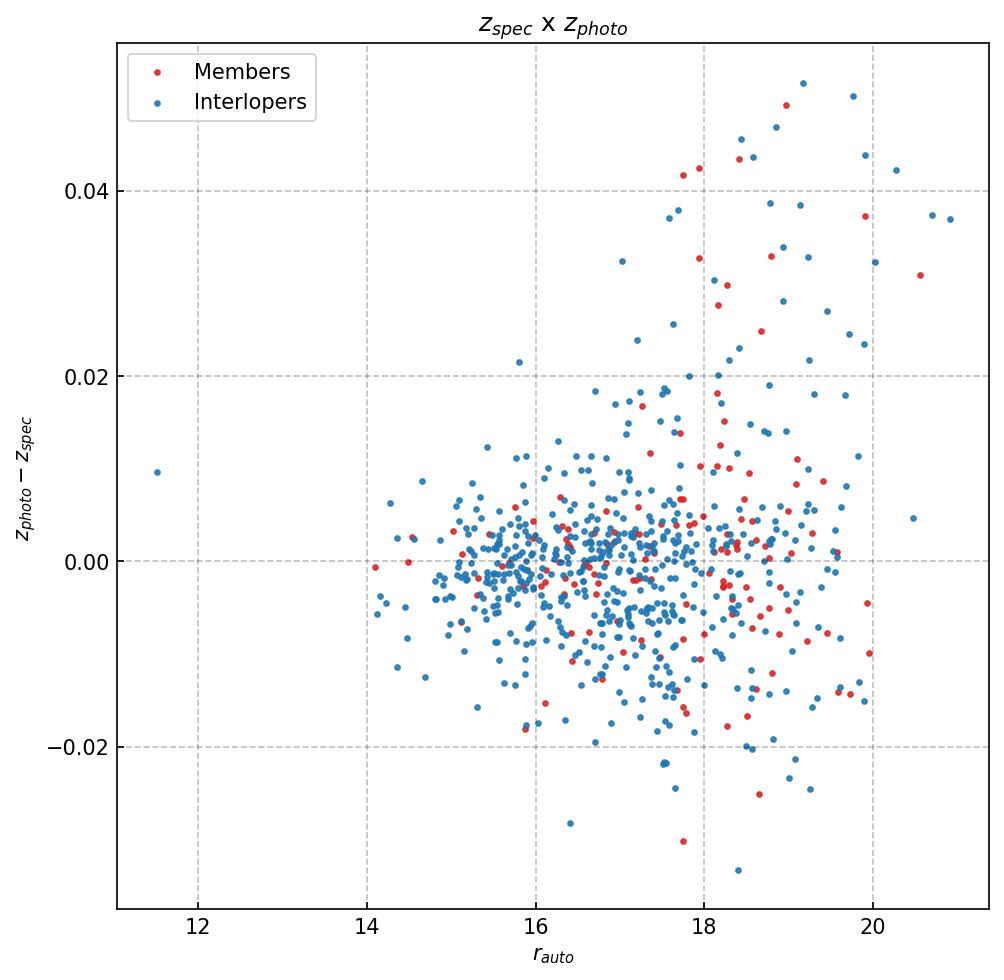 z_spec x z_photo
Members
Interlopers
0.04
0.02
0.00
−0.02
z_photo − z_spec
12 14 16 18 20
r_auto